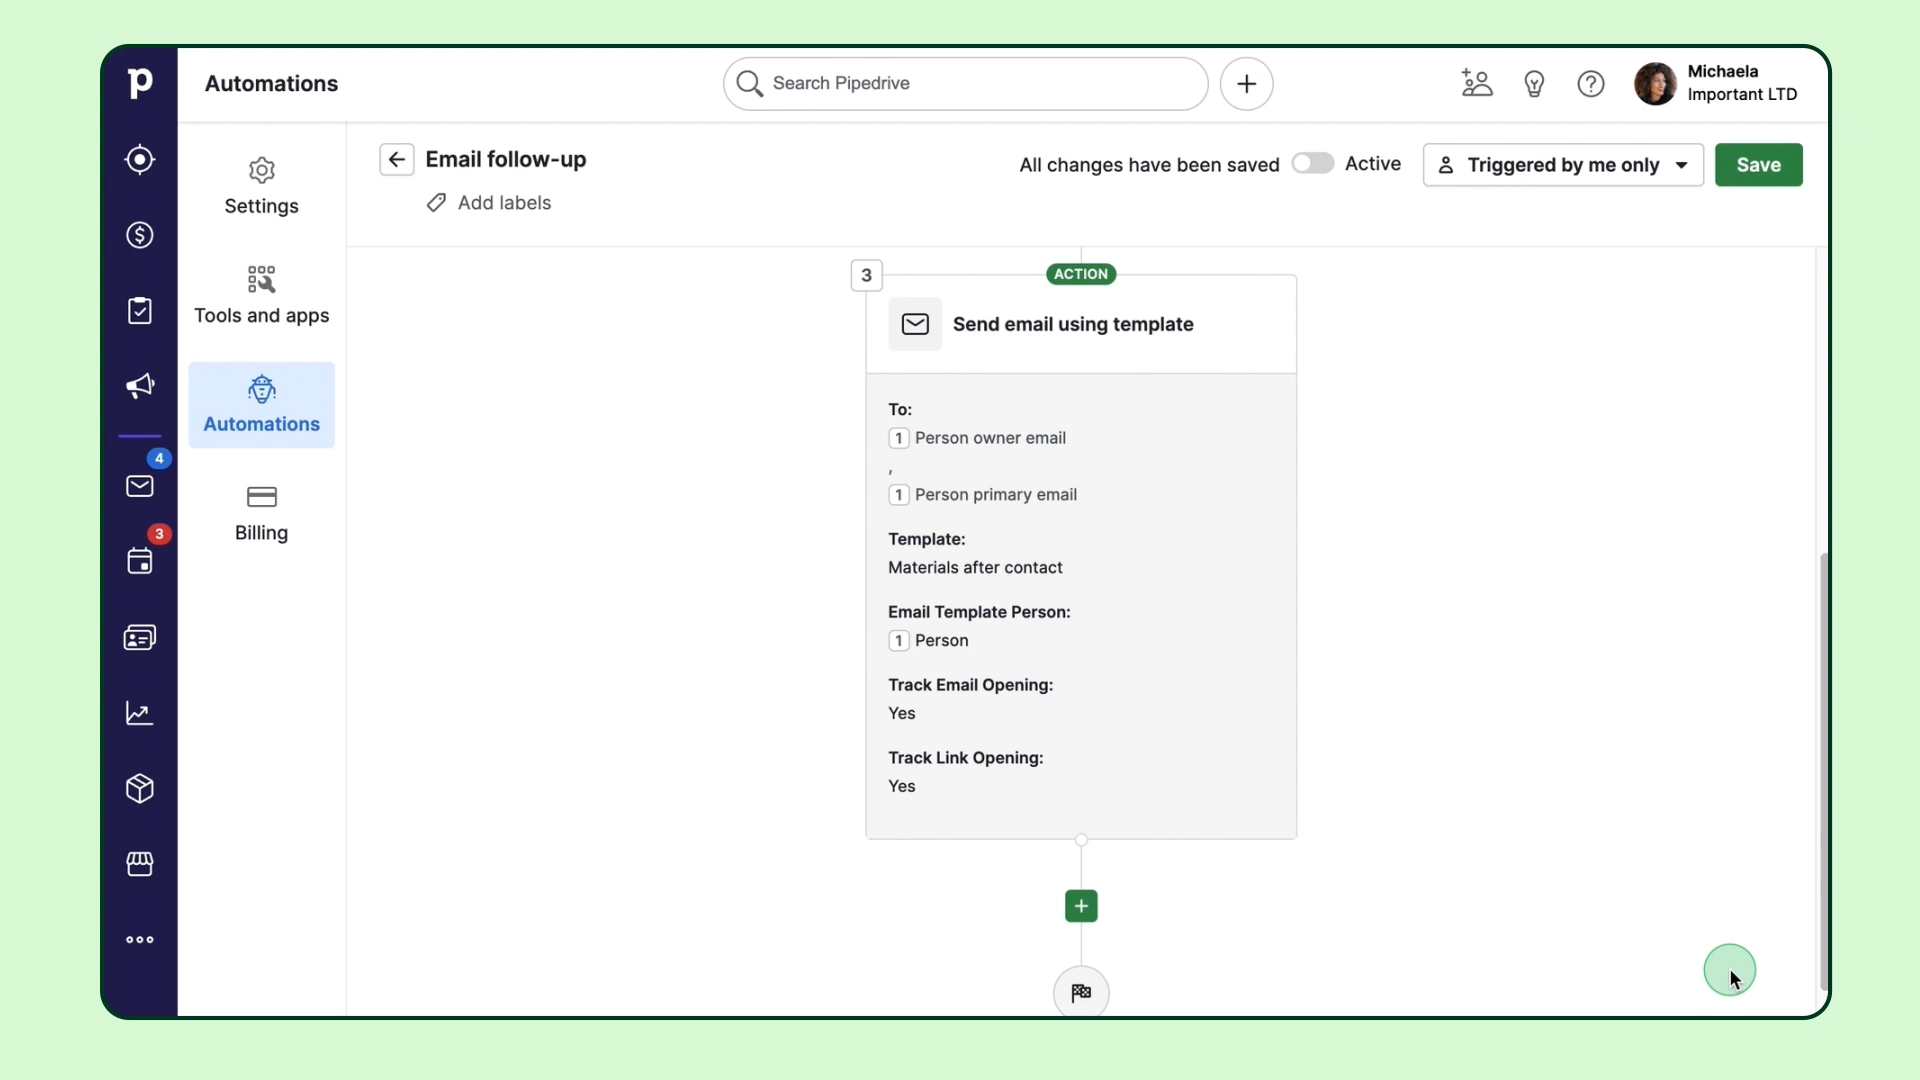 p
Automations
Search Pipedrive
Michaela
Important LTD
Settings
Tools and apps
Automations
Billing
4
3
Email follow-up
Add labels
All changes have been saved
Active
Triggered by me only
Save
3
ACTION
Send email using template
To:
1 Person owner email
,
1 Person primary email
Template:
Materials after contact
Email Template Person:
1 Person
Track Email Opening:
Yes
Track Link Opening:
Yes